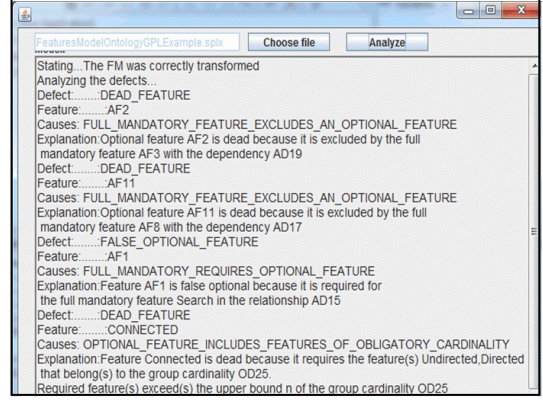 FeaturesModelOntologyGPLExample.splx
Choose file
Analyze
Stating...The FM was correctly transformed
Analyzing the defects...
Defect:.......:DEAD_FEATURE
Feature:.......:AF2
Causes: FULL_MANDATORY_FEATURE_EXCLUDES_AN_OPTIONAL_FEATURE
Explanation:Optional feature AF2 is dead because it is excluded by the full
mandatory feature AF3 with the dependency AD19
Defect:.......:DEAD_FEATURE
Feature:.......:AF11
Causes: FULL_MANDATORY_FEATURE_EXCLUDES_AN_OPTIONAL_FEATURE
Explanation:Optional feature AF11 is dead because it is excluded by the full
mandatory feature AF8 with the dependency AD17
Defect:.......:FALSE_OPTIONAL_FEATURE
Feature:.......:AF1
Causes: FULL_MANDATORY_REQUIRES_OPTIONAL_FEATURE
Explanation:Feature AF1 is false optional because it is required for
the full mandatory feature Search in the relationship AD15
Defect:.......:DEAD_FEATURE
Feature:.......:CONNECTED
Causes: OPTIONAL_FEATURE_INCLUDES_FEATURES_OF_OBLIGATORY_CARDINALITY
Explanation:Feature Connected is dead because it requires the feature(s) Undirected,Directed
that belong(s) to the group cardinality OD25.
Required feature(s) exceed(s) the upper bound n of the group cardinality OD25